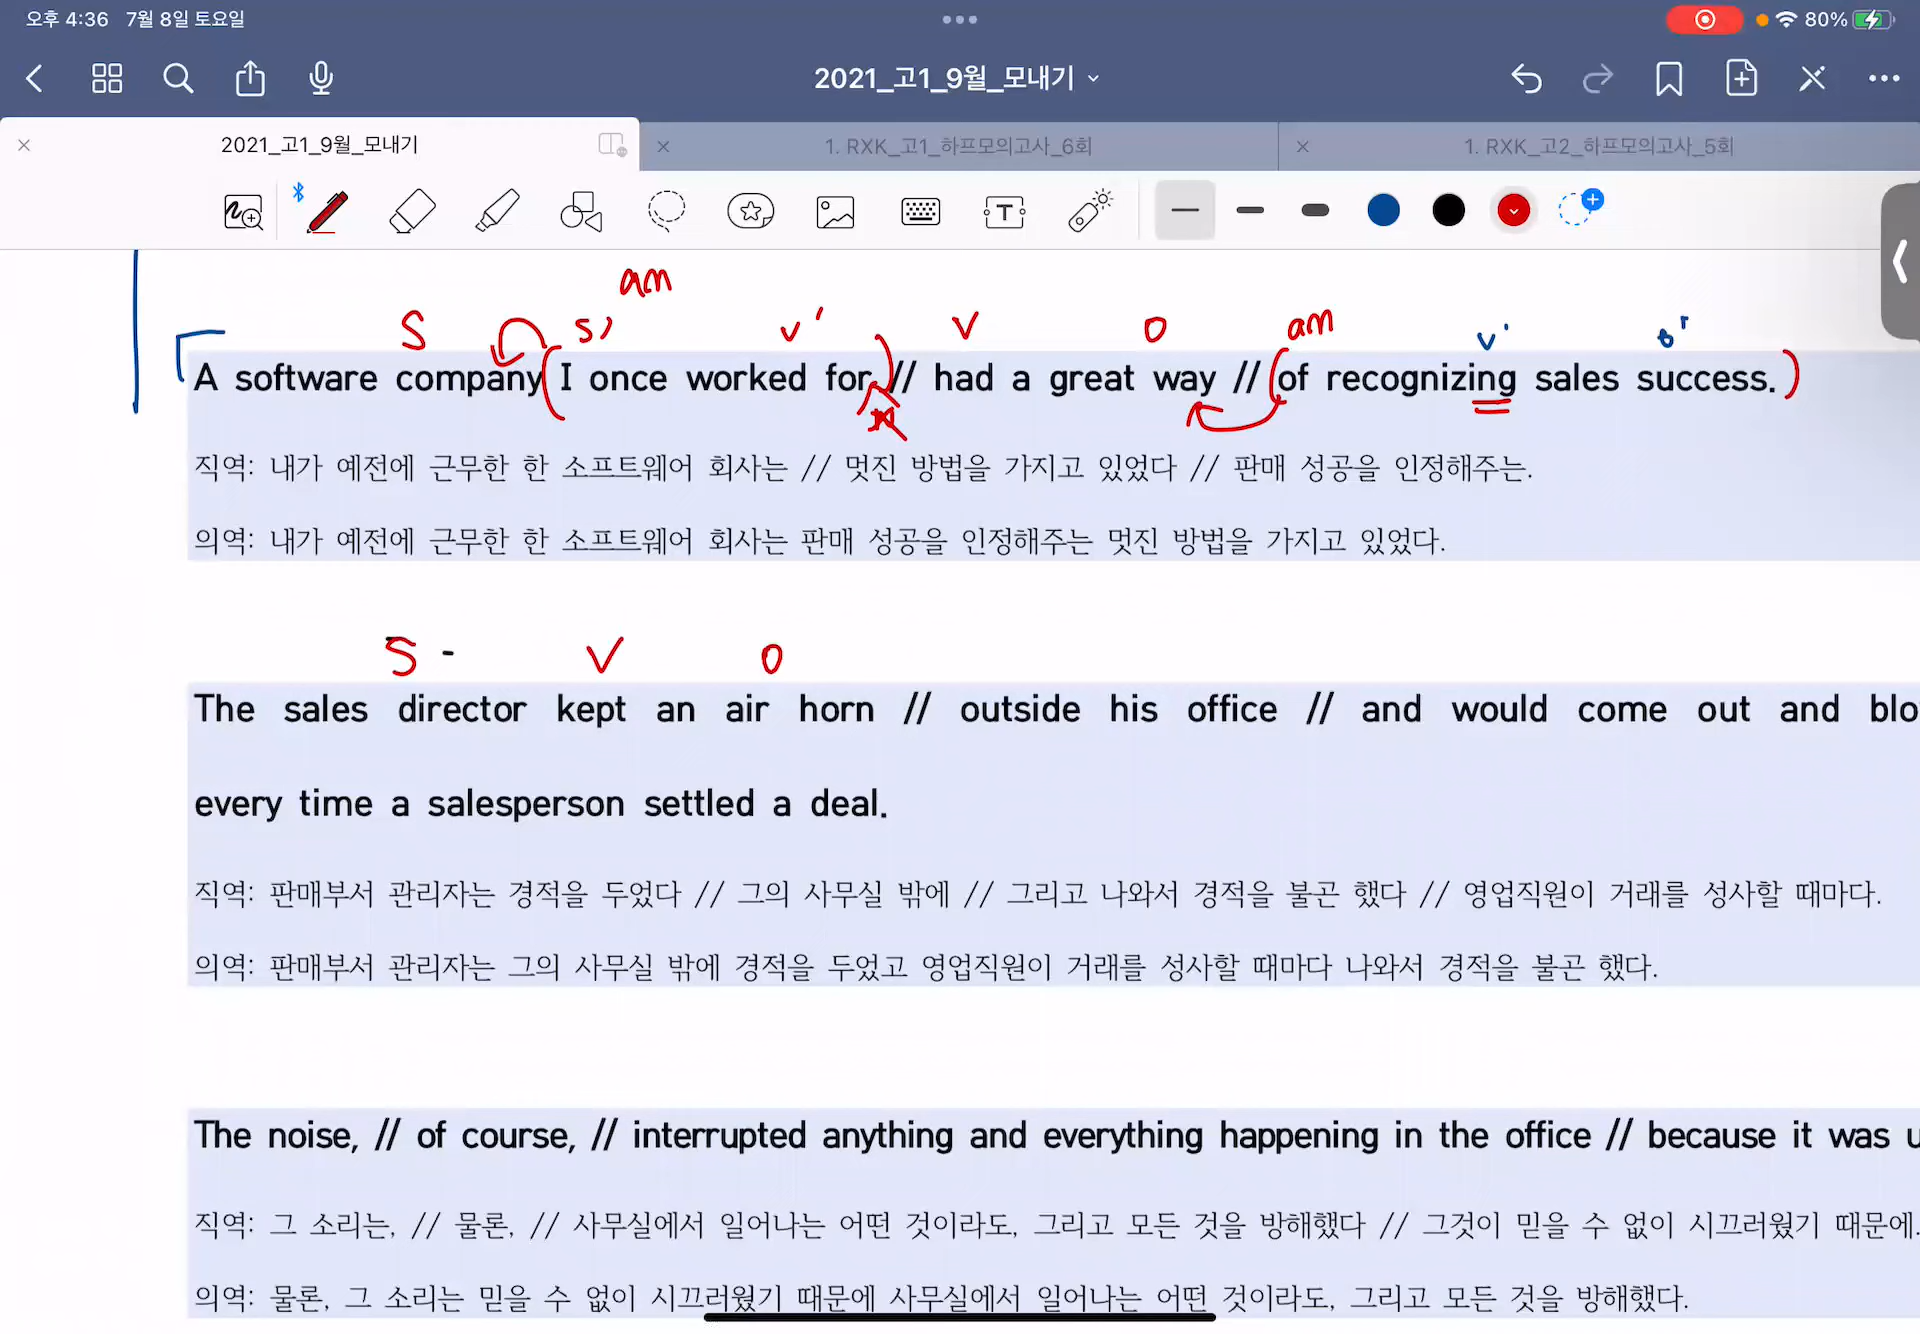 오후 4:36 7월 8일 토요일
80%
2021_고1_9월_모내기
2021_고1_9월_모내기
1. RXK_고1_하프모의고사_6회
1. RXK_고2_하프모의고사_5회
am
S s' v' V O am v' o'
A software company (I once worked for) // had a great way // (of recognizing sales success.)
직역: 내가 예전에 근무한 한 소프트웨어 회사는 // 멋진 방법을 가지고 있었다 // 판매 성공을 인정해주는.
의역: 내가 예전에 근무한 한 소프트웨어 회사는 판매 성공을 인정해주는 멋진 방법을 가지고 있었다.
S V O
The sales director kept an air horn // outside his office // and would come out and blo
every time a salesperson settled a deal.
직역: 판매부서 관리자는 경적을 두었다 // 그의 사무실 밖에 // 그리고 나와서 경적을 불곤 했다 // 영업직원이 거래를 성사할 때마다.
의역: 판매부서 관리자는 그의 사무실 밖에 경적을 두었고 영업직원이 거래를 성사할 때마다 나와서 경적을 불곤 했다.
The noise, // of course, // interrupted anything and everything happening in the office // because it was u
직역: 그 소리는, // 물론, // 사무실에서 일어나는 어떤 것이라도, 그리고 모든 것을 방해했다 // 그것이 믿을 수 없이 시끄러웠기 때문에.
의역: 물론, 그 소리는 믿을 수 없이 시끄러웠기 때문에 사무실에서 일어나는 어떤 것이라도, 그리고 모든 것을 방해했다.